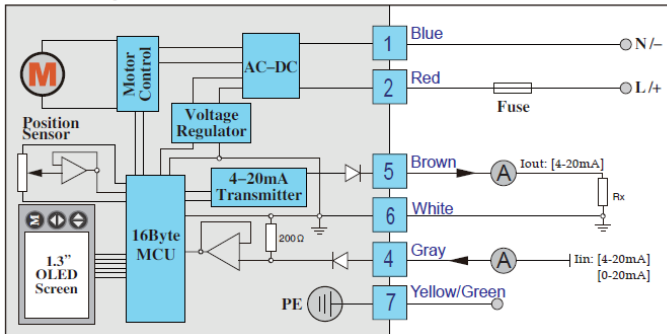 M
Motor
Control
AC–DC
1
Blue
N/–
2
Red
Fuse
L/+
Voltage
Regulator
Position
Sensor
4–20mA
Transmitter
5
Brown
A
Iout: [4-20mA]
Rx
6
White
M
1.3”
OLED
Screen
16Byte
MCU
200Ω
4
Gray
A
Iin: [4-20mA]
[0-20mA]
PE
7
Yellow/Green